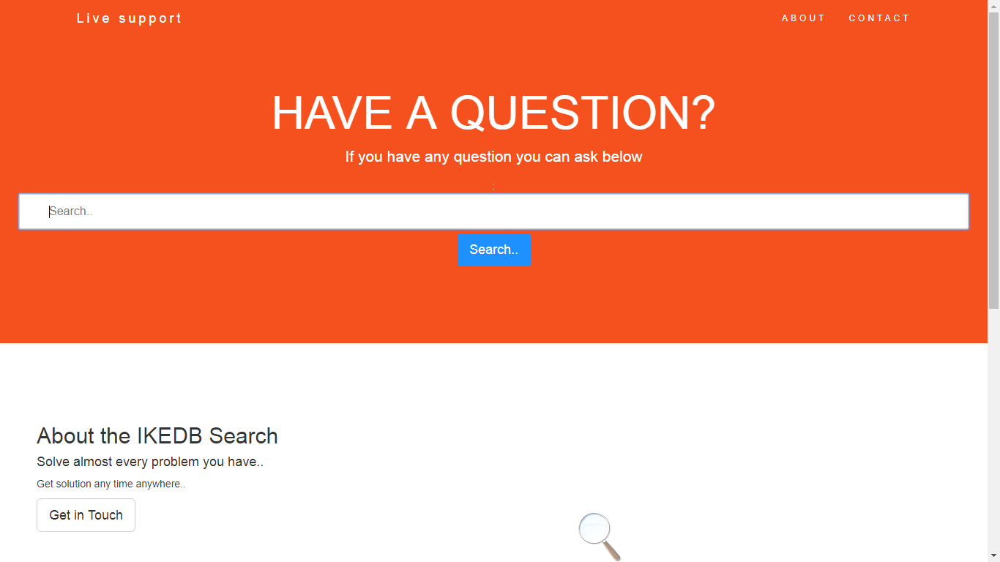 Live support
ABOUT CONTACT
HAVE A QUESTION?
If you have any question you can ask below
:
Search..
Search..
About the IKEDB Search
Solve almost every problem you have..
Get solution any time anywhere..
Get in Touch